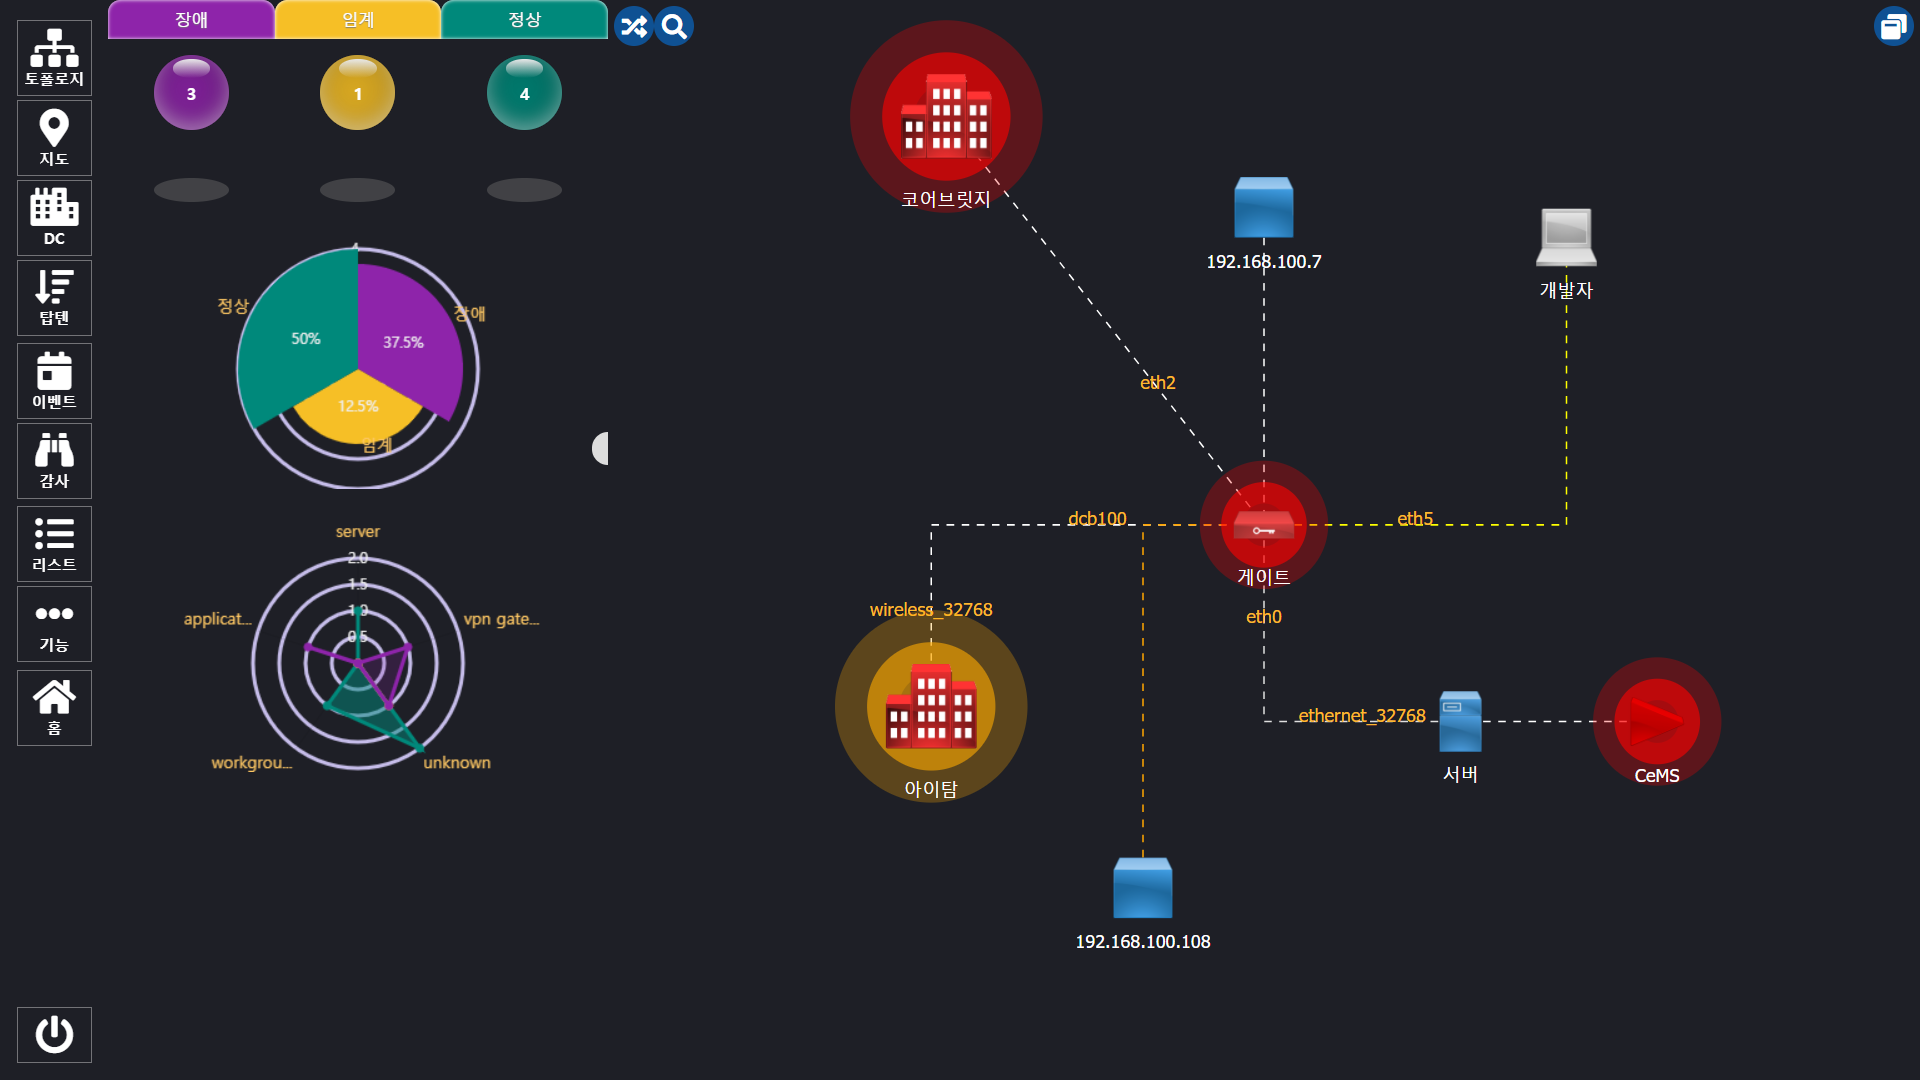 토폴로지
지도
DC
탑텐
이벤트
감사
리스트
기능
홈
장애
임계
정상
3
1
4
4
정상
장애
50%
37.5%
12.5%
임계
server
2.0
1.5
1.0
0.5
applicat...
vpn gate...
workgrou...
unknown
코어브릿지
192.168.100.7
개발자
eth2
dcb100
eth5
게이트
wireless_32768
eth0
아이탐
ethernet_32768
서버
CeMS
192.168.100.108